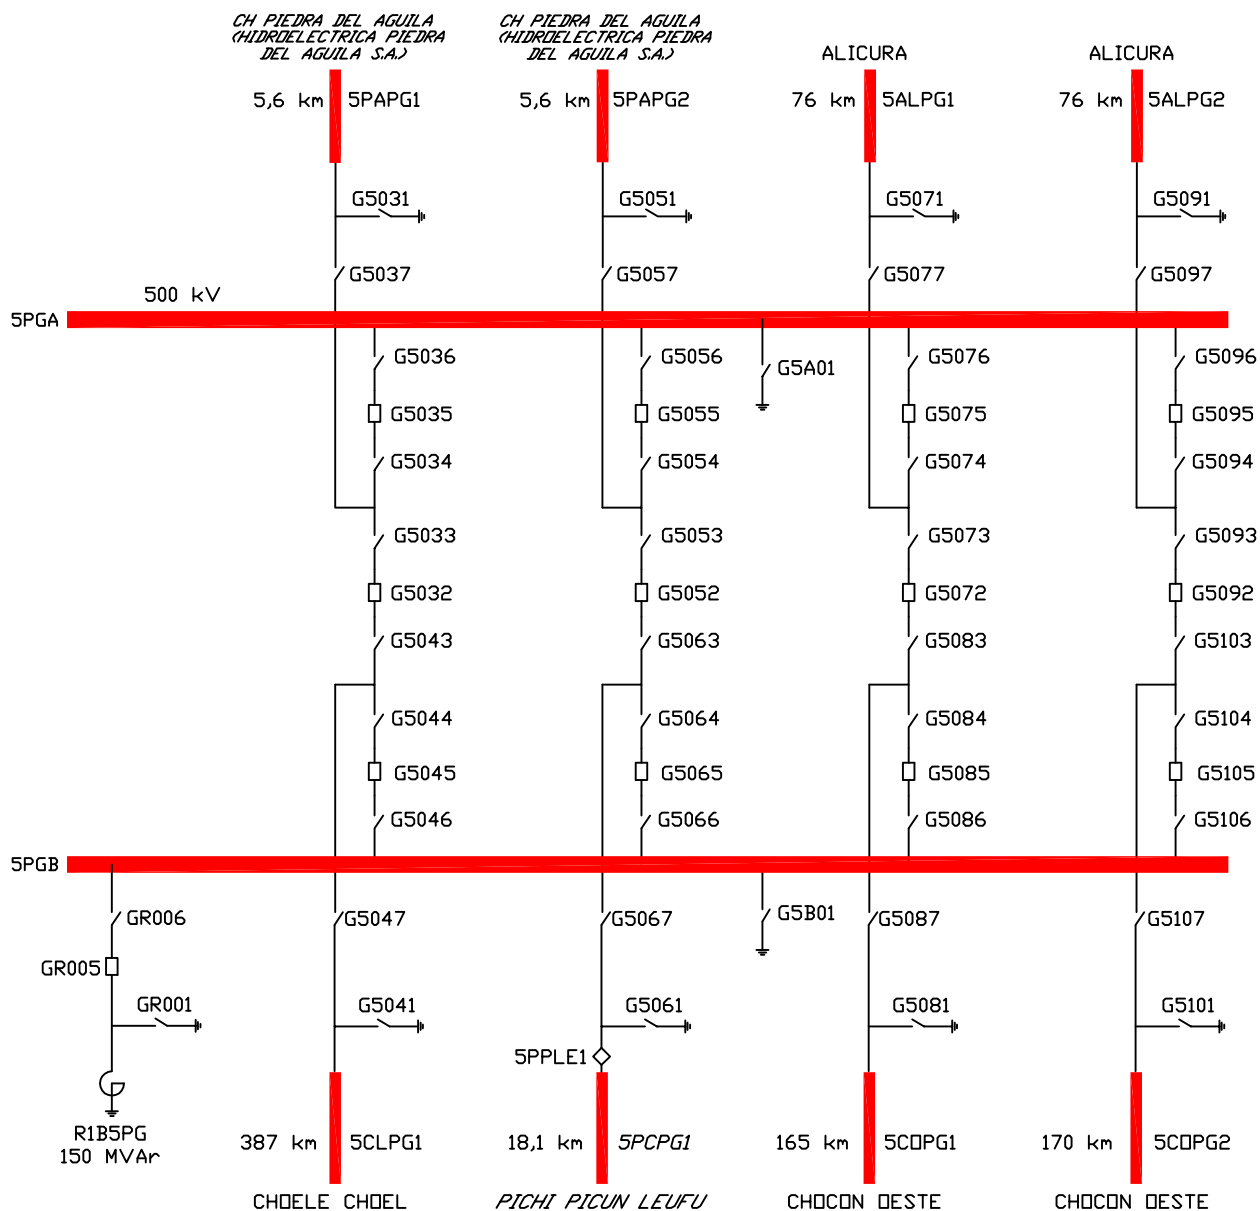 CH PIEDRA DEL AGUILA
(HIDROELECTRICA PIEDRA
DEL AGUILA S.A.)
CH PIEDRA DEL AGUILA
(HIDROELECTRICA PIEDRA
DEL AGUILA S.A.)
ALICURA
ALICURA
5,6 km 5PAPG1
5,6 km 5PAPG2
76 km 5ALPG1
76 km 5ALPG2
G5031 G5051 G5071 G5091
G5037 G5057 G5077 G5097
500 kV
5PGA
G5036 G5056 G5A01 G5076 G5096
G5035 G5055 G5075 G5095
G5034 G5054 G5074 G5094
G5033 G5053 G5073 G5093
G5032 G5052 G5072 G5092
G5043 G5063 G5083 G5103
G5044 G5064 G5084 G5104
G5045 G5065 G5085 G5105
G5046 G5066 G5086 G5106
5PGB
GR006 G5047 G5067 G5B01 G5087 G5107
GR005
GR001 G5041 G5061 G5081 G5101
5PPLE1
R1B5PG
150 MVAr
387 km 5CLPG1
18,1 km 5PCPG1
165 km 5COPG1
170 km 5COPG2
CHOELE CHOEL
PICHI PICUN LEUFU
CHOCON OESTE
CHOCON OESTE